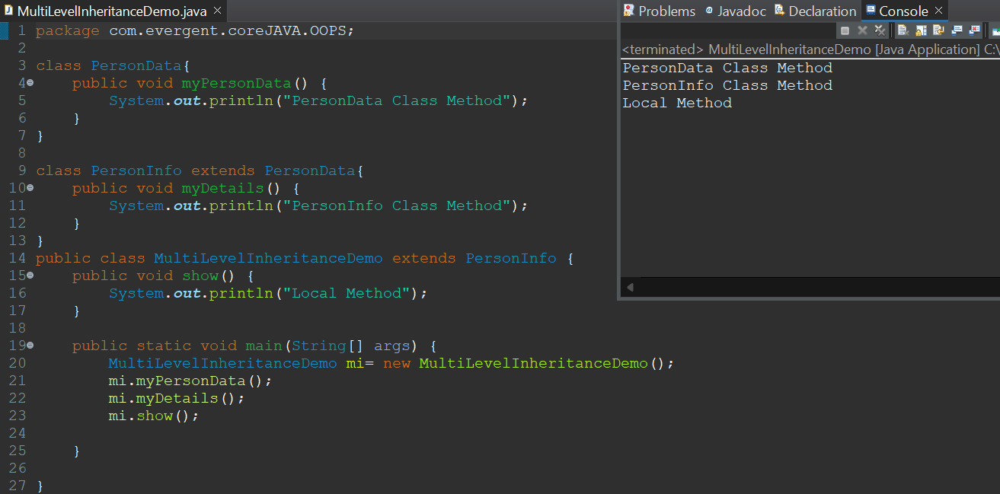 MultiLevelInheritanceDemo.java
1 package com.evergent.coreJAVA.OOPS;
2
3 class PersonData{
4 public void myPersonData() {
5 System.out.println("PersonData Class Method");
6 }
7 }
8
9 class PersonInfo extends PersonData{
10 public void myDetails() {
11 System.out.println("PersonInfo Class Method");
12 }
13 }
14 public class MultiLevelInheritanceDemo extends PersonInfo {
15 public void show() {
16 System.out.println("Local Method");
17 }
18
19 public static void main(String[] args) {
20 MultiLevelInheritanceDemo mi= new MultiLevelInheritanceDemo();
21 mi.myPersonData();
22 mi.myDetails();
23 mi.show();
24
25 }
26
27 }
Problems @ Javadoc Declaration Console
<terminated> MultiLevelInheritanceDemo [Java Application] C:\
PersonData Class Method
PersonInfo Class Method
Local Method